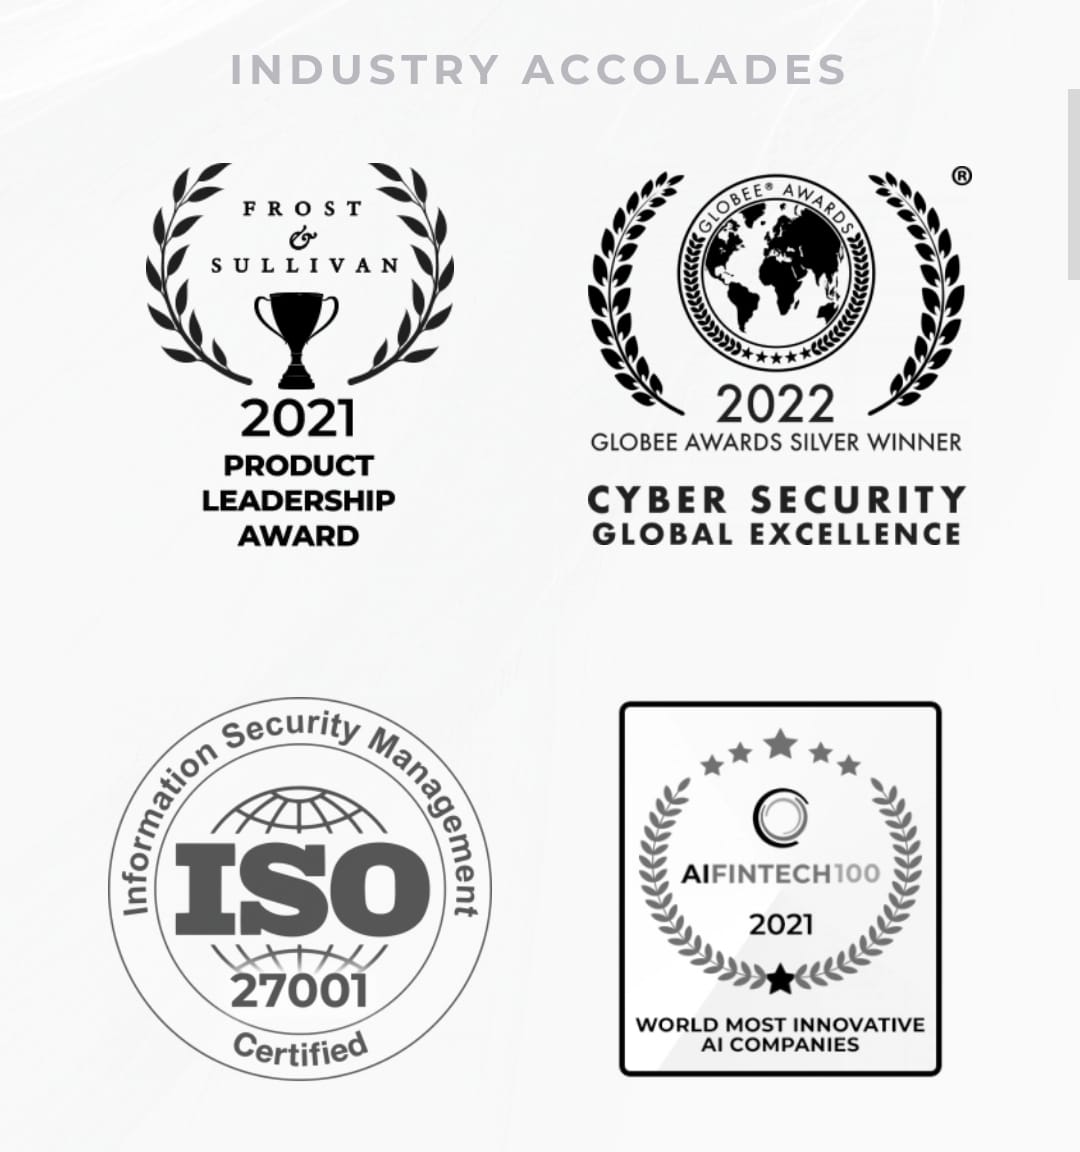 INDUSTRY ACCOLADES
FROST
&
SULLIVAN
2021
PRODUCT
LEADERSHIP
AWARD
®
GLOBEE® AWARDS
2022
GLOBEE AWARDS SILVER WINNER
CYBER SECURITY
GLOBAL EXCELLENCE
Information Security Management
ISO
27001
Certified
AIFINTECH100
2021
WORLD MOST INNOVATIVE
AI COMPANIES